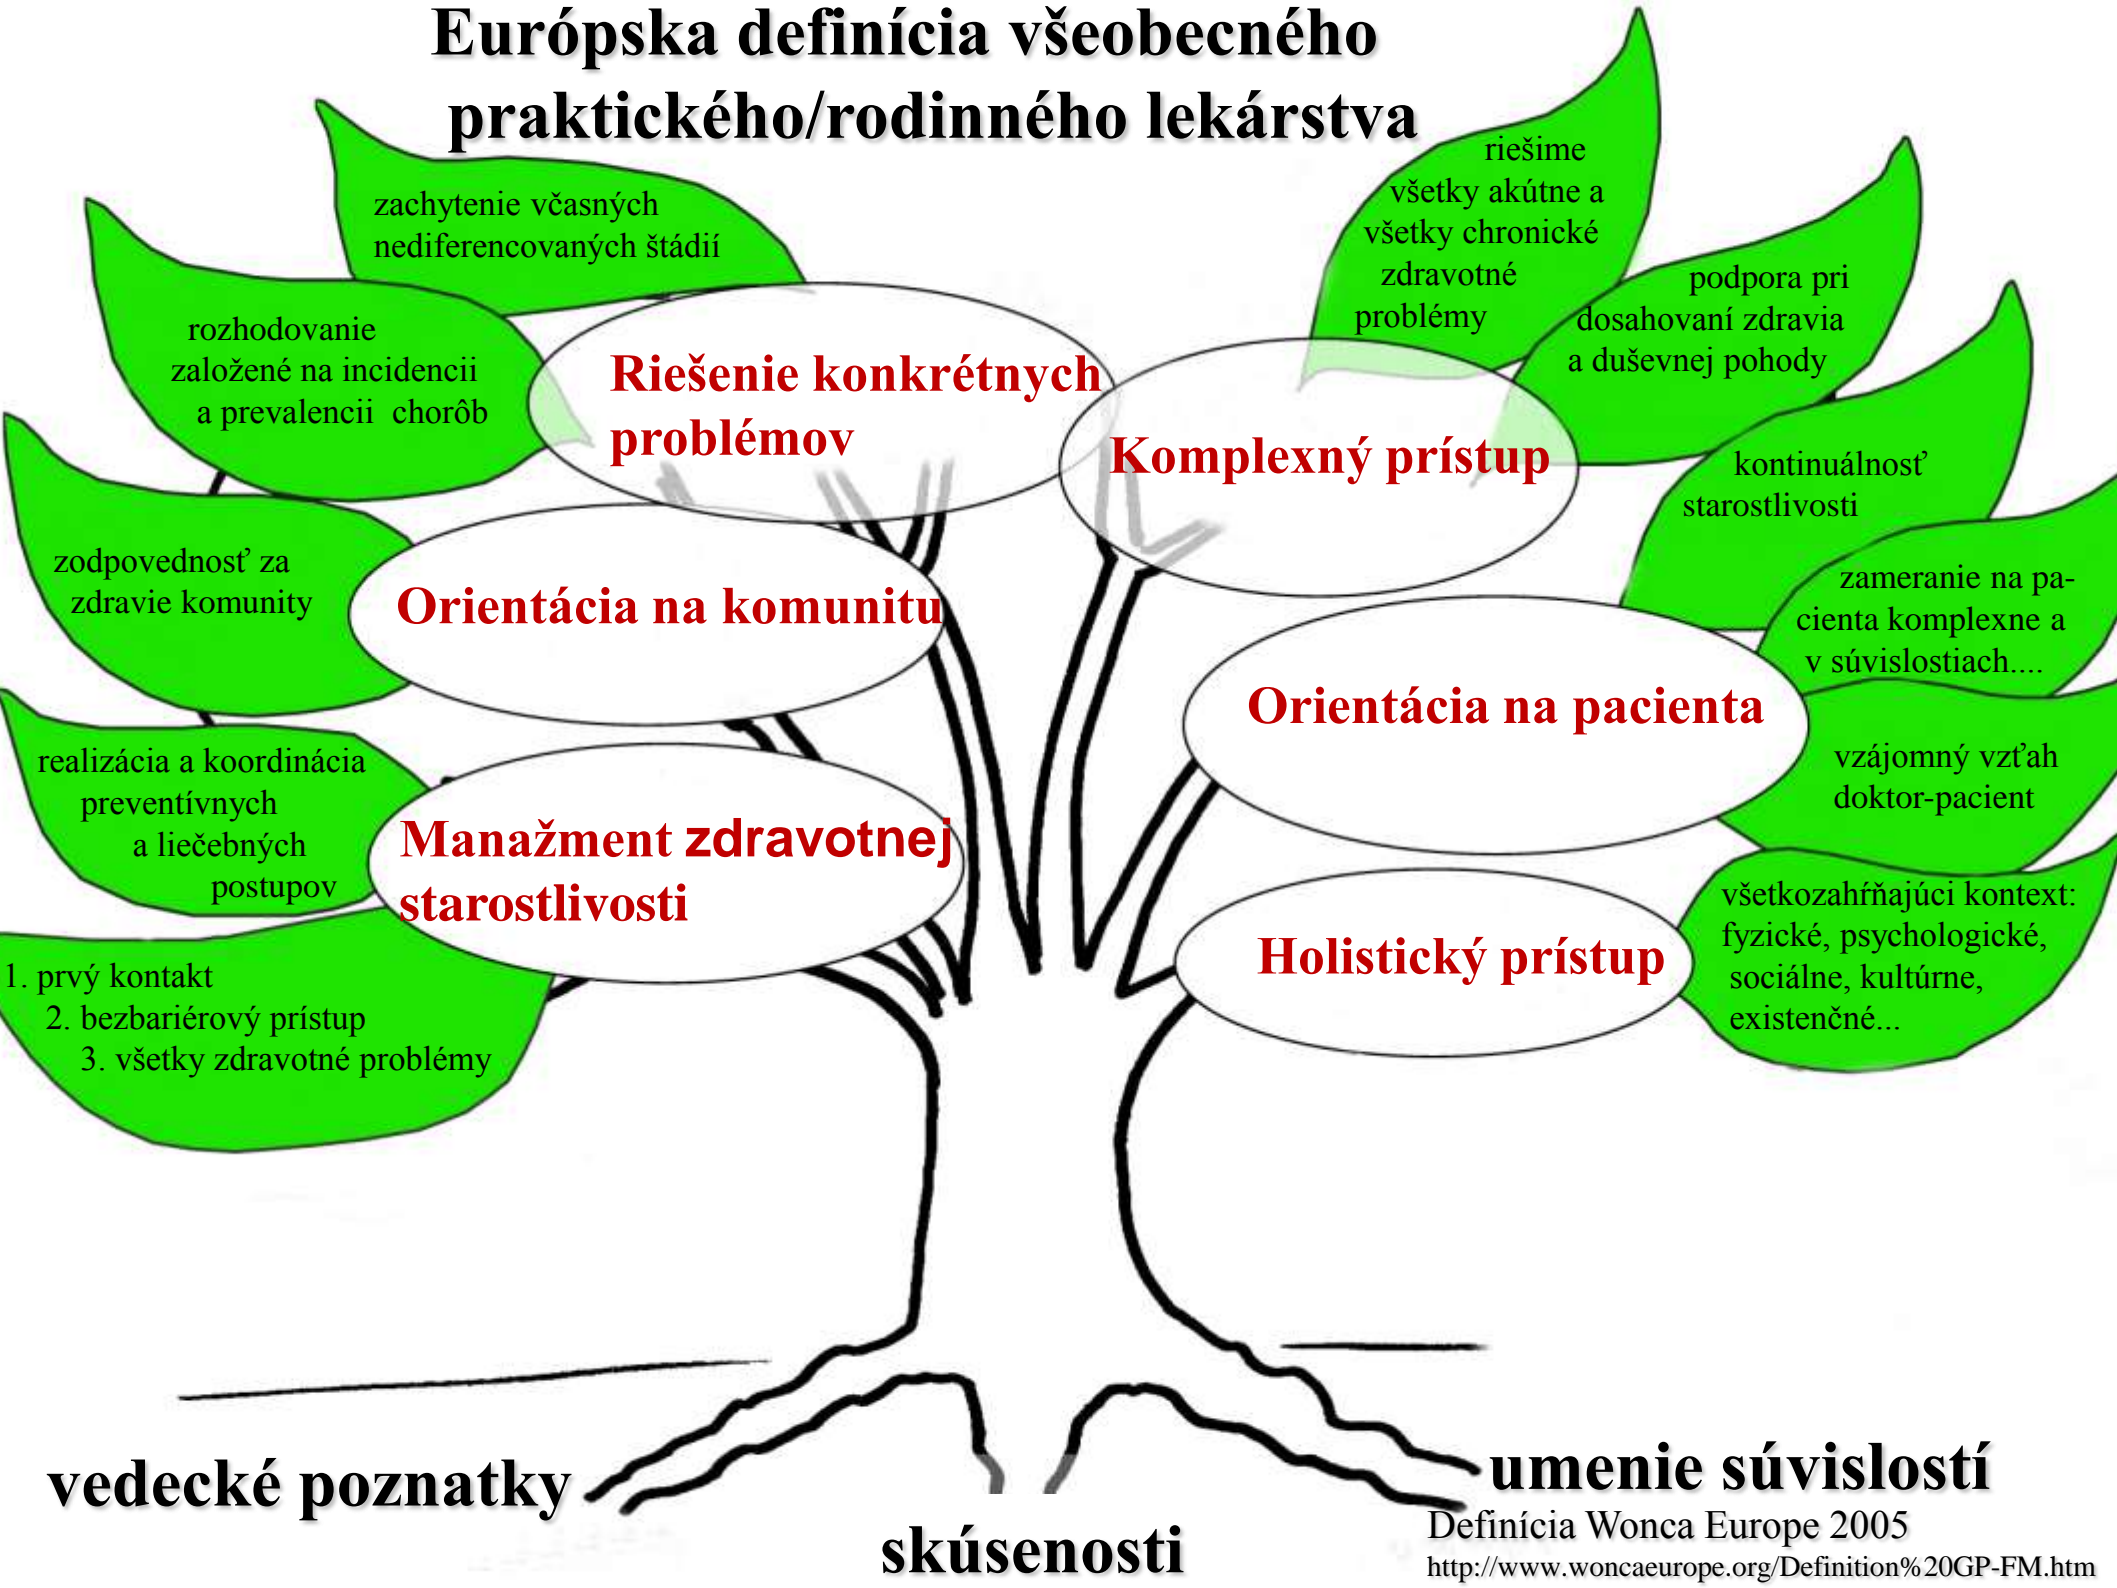 Európska definícia všeobecného
praktického/rodinného lekárstva
zachytenie včasných
nediferencovaných štádií
rozhodovanie
založené na incidencii
a prevalencii chorôb
zodpovednosť za
zdravie komunity
realizácia a koordinácia
preventívnych
a liečebných
postupov
1. prvý kontakt
2. bezbariérový prístup
3. všetky zdravotné problémy
Riešenie konkrétnych
problémov
Orientácia na komunitu
Manažment zdravotnej
starostlivosti
Komplexný prístup
Orientácia na pacienta
Holistický prístup
riešime
všetky akútne a
všetky chronické
zdravotné
problémy
podpora pri
dosahovaní zdravia
a duševnej pohody
kontinuálnosť
starostlivosti
zameranie na pa-
cienta komplexne a
v súvislostiach....
vzájomný vzťah
doktor-pacient
všetkozahŕňajúci kontext:
fyzické, psychologické,
sociálne, kultúrne,
existenčné...
vedecké poznatky
skúsenosti
umenie súvislostí
Definícia Wonca Europe 2005
http://www.woncaeurope.org/Definition%20GP-FM.htm